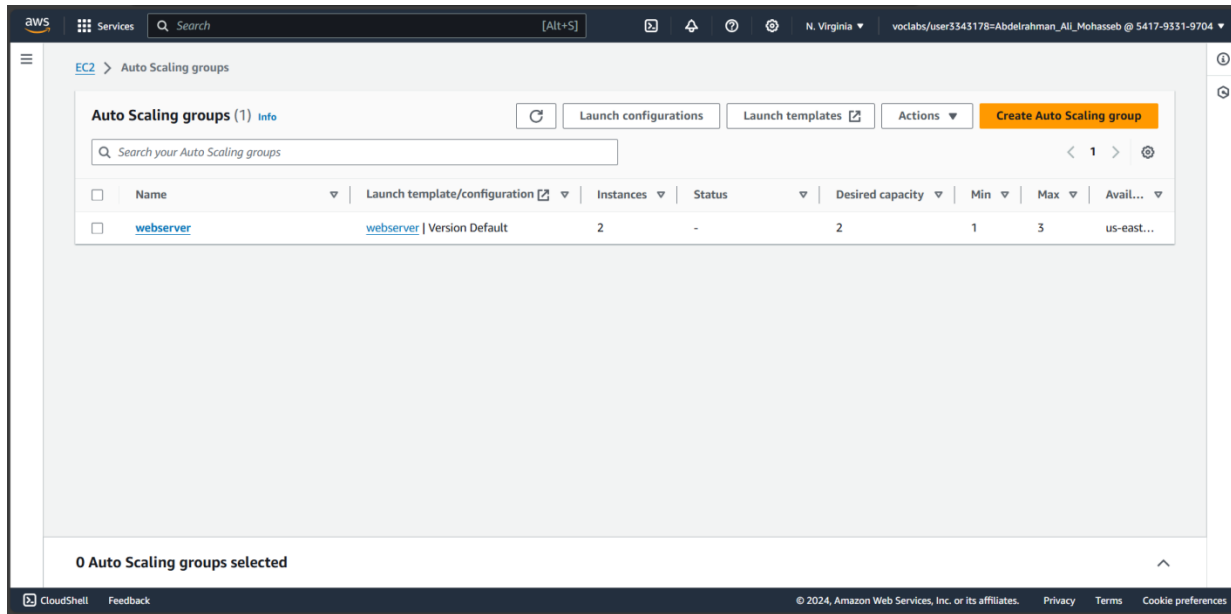 aws Services Search [Alt+S] N. Virginia ▼ voclabs/user3343178=Abdelrahman_Ali_Mohasseb @ 5417-9331-9704 ▼
EC2 > Auto Scaling groups
Auto Scaling groups (1) Info Launch configurations Launch templates Actions ▼ Create Auto Scaling group
Search your Auto Scaling groups < 1 >
Name Launch template/configuration Instances Status Desired capacity Min Max Avail...
webserver webserver | Version Default 2 - 2 1 3 us-east...
0 Auto Scaling groups selected
CloudShell Feedback © 2024, Amazon Web Services, Inc. or its affiliates. Privacy Terms Cookie preferences